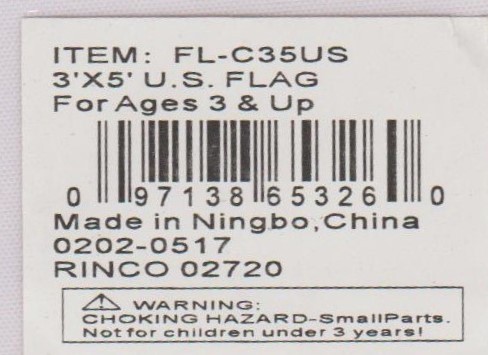 ITEM: FL-C35US
3'X5' U.S. FLAG
For Ages 3 & Up
0 97138 65326 0
Made in Ningbo,China
0202-0517
RINCO 02720
WARNING:
CHOKING HAZARD-SmallParts.
Not for children under 3 years!